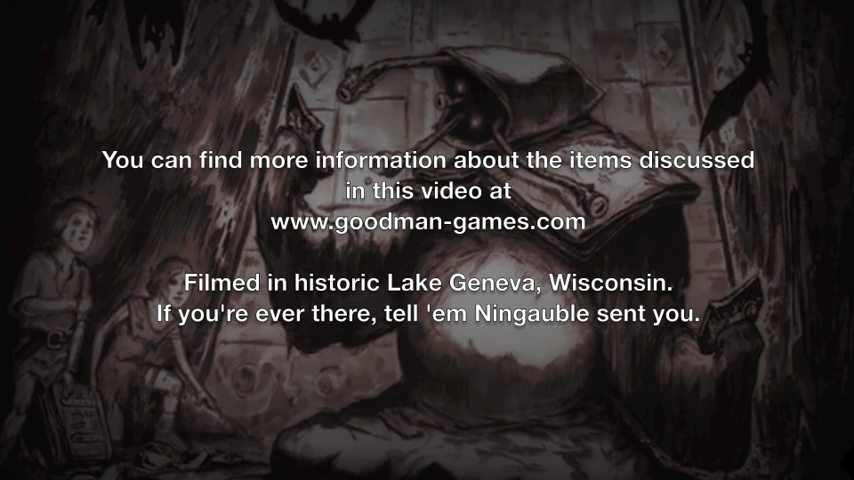 You can find more information about the items discussed
in this video at
www.goodman-games.com
Filmed in historic Lake Geneva, Wisconsin.
If you're ever there, tell 'em Ningauble sent you.